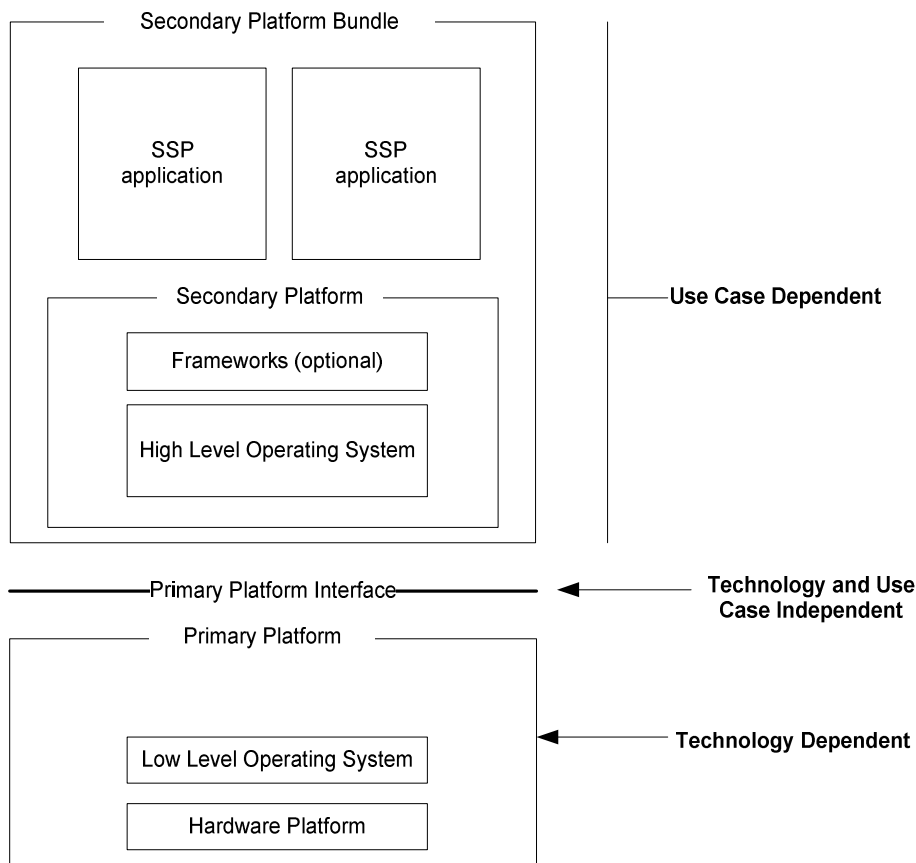 Secondary Platform Bundle
SSP
application
SSP
application
Secondary Platform
Frameworks (optional)
High Level Operating System
Use Case Dependent
Primary Platform Interface
Technology and Use
Case Independent
Primary Platform
Low Level Operating System
Hardware Platform
Technology Dependent